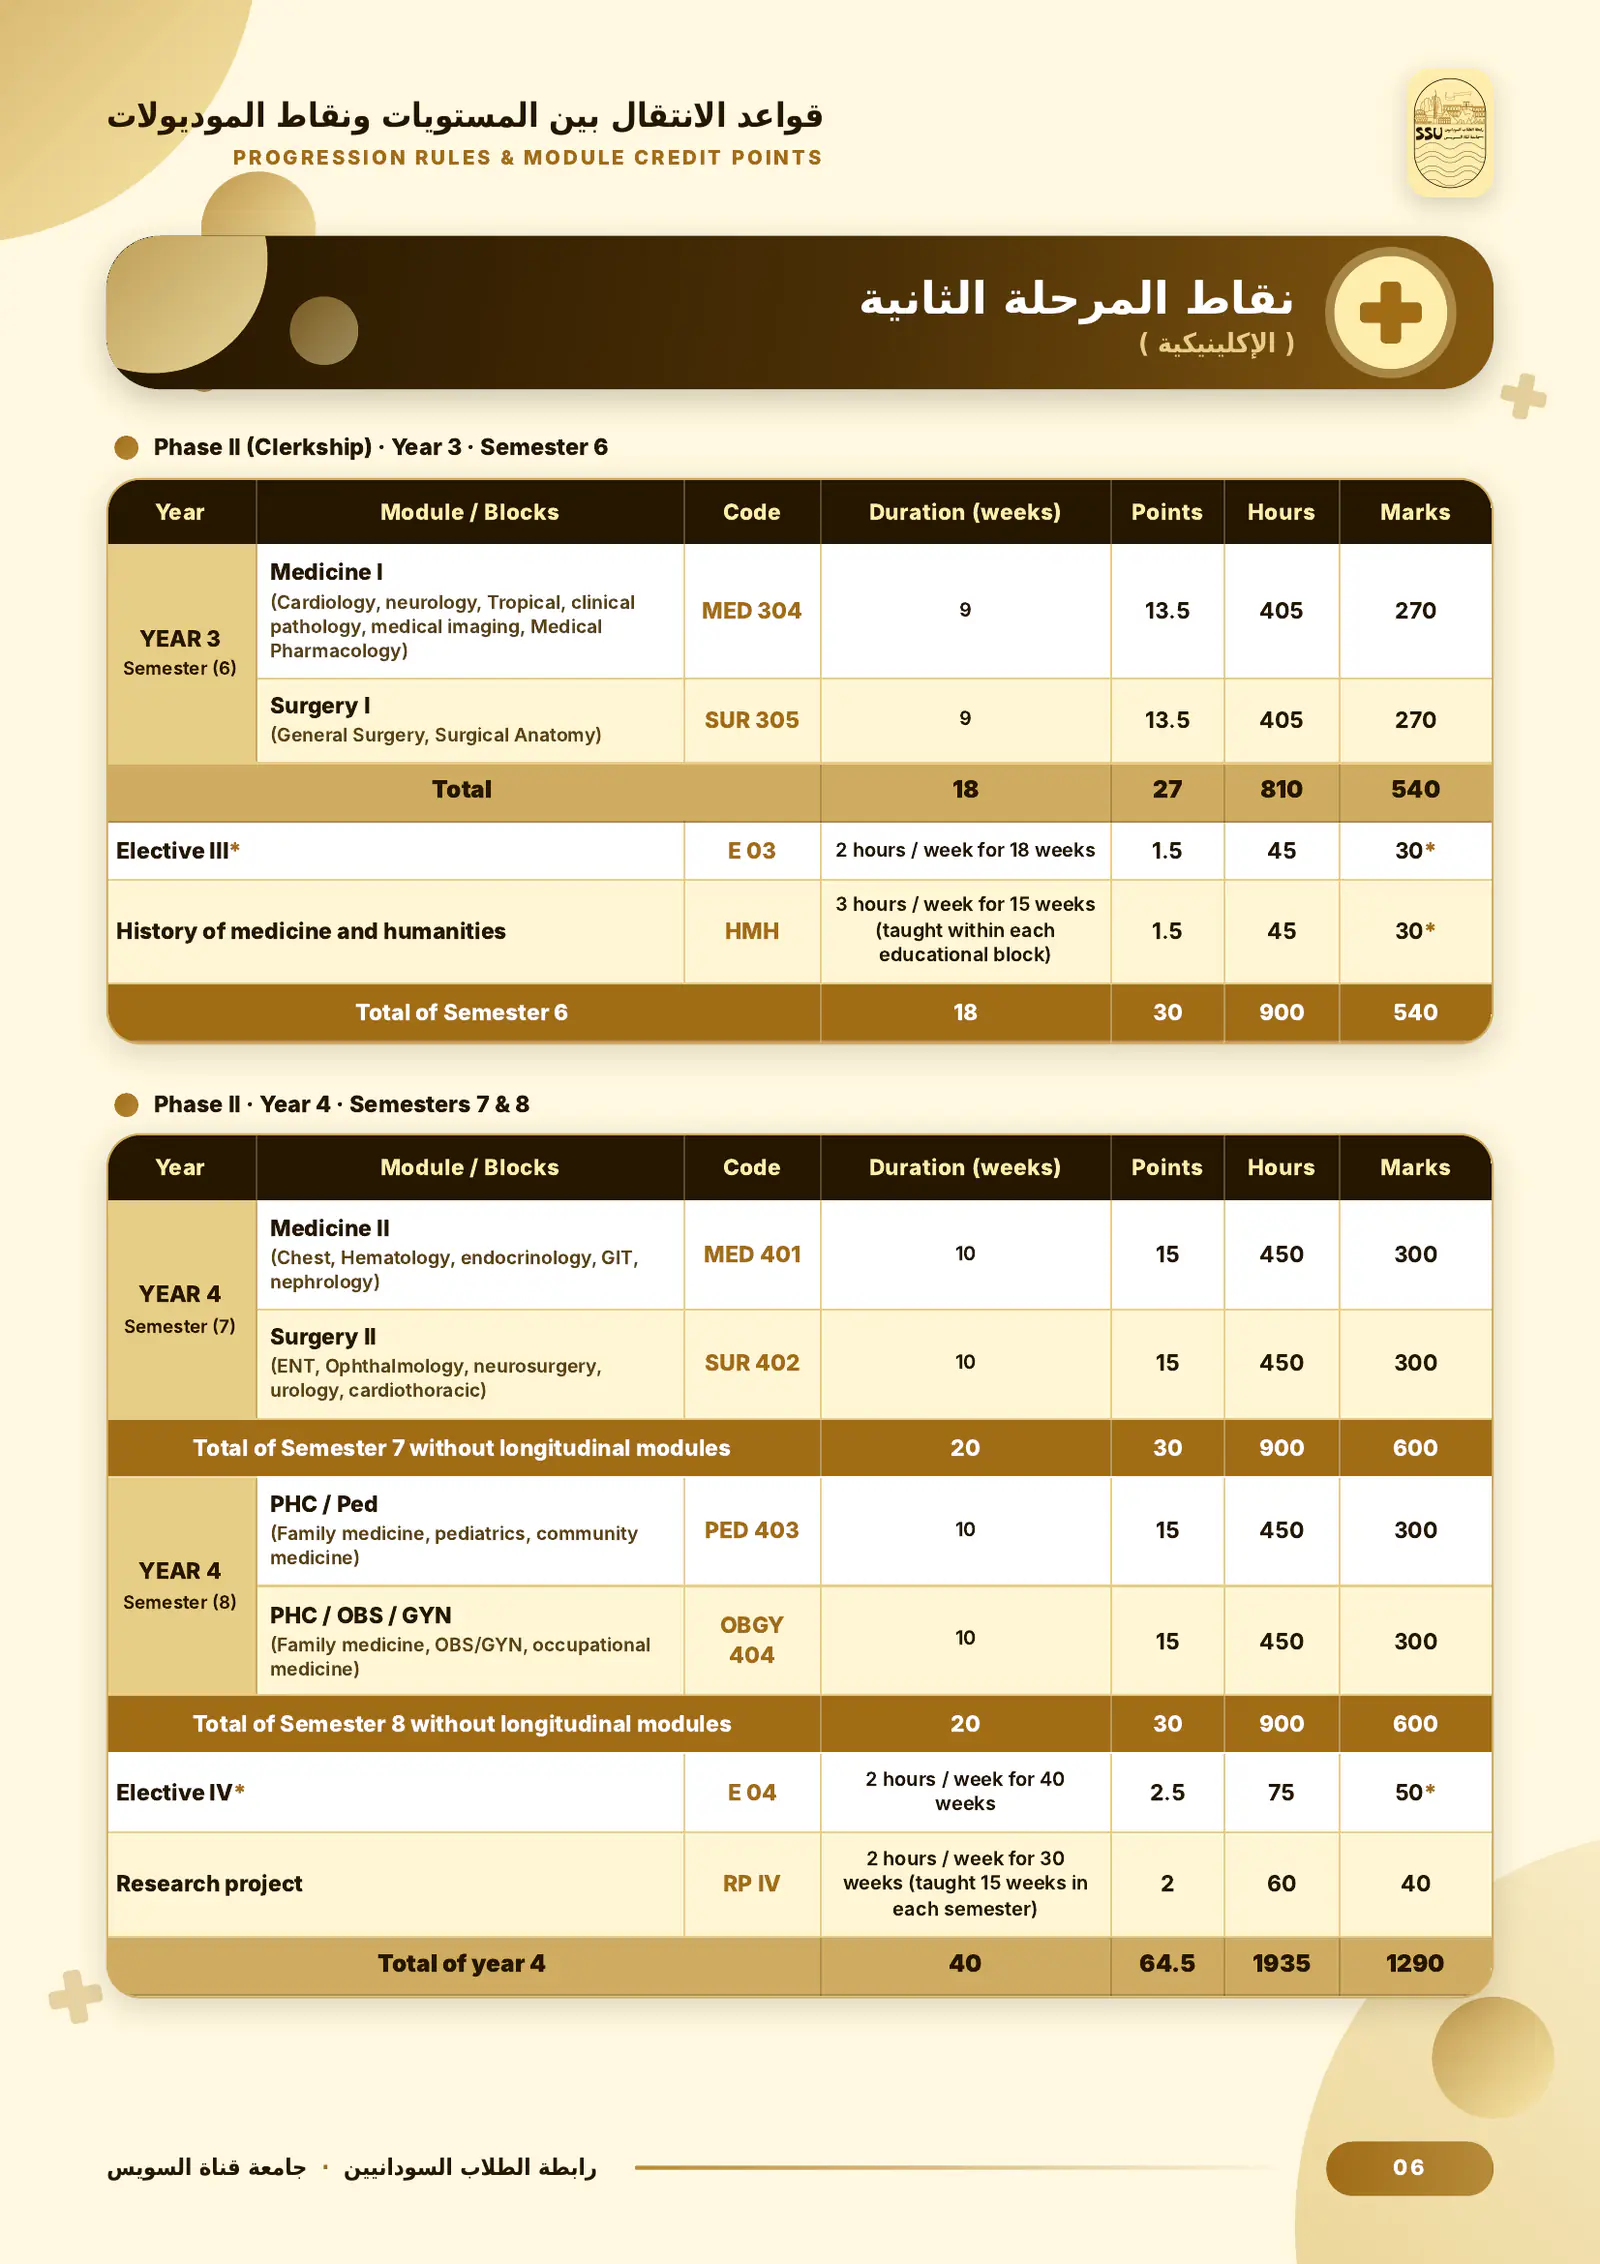 قواعد الانتقال بين المستويات ونقاط الموديولات
PROGRESSION RULES & MODULE CREDIT POINTS
SSU
نقاط المرحلة الثانية
( الإكلينيكية )
Phase II (Clerkship) · Year 3 · Semester 6
Year Module / Blocks Code Duration (weeks) Points Hours Marks
YEAR 3
Semester (6)
Medicine I
(Cardiology, neurology, Tropical, clinical
pathology, medical imaging, Medical
Pharmacology)
MED 304 9 13.5 405 270
Surgery I
(General Surgery, Surgical Anatomy)
SUR 305 9 13.5 405 270
Total 18 27 810 540
Elective III* E 03 2 hours / week for 18 weeks 1.5 45 30*
History of medicine and humanities HMH
3 hours / week for 15 weeks
(taught within each
educational block)
1.5 45 30*
Total of Semester 6 18 30 900 540
Phase II · Year 4 · Semesters 7 & 8
Year Module / Blocks Code Duration (weeks) Points Hours Marks
YEAR 4
Semester (7)
Medicine II
(Chest, Hematology, endocrinology, GIT,
nephrology)
MED 401 10 15 450 300
Surgery II
(ENT, Ophthalmology, neurosurgery,
urology, cardiothoracic)
SUR 402 10 15 450 300
Total of Semester 7 without longitudinal modules 20 30 900 600
YEAR 4
Semester (8)
PHC / Ped
(Family medicine, pediatrics, community
medicine)
PED 403 10 15 450 300
PHC / OBS / GYN
(Family medicine, OBS/GYN, occupational
medicine)
OBGY
404
10 15 450 300
Total of Semester 8 without longitudinal modules 20 30 900 600
Elective IV* E 04
2 hours / week for 40
weeks
2.5 75 50*
Research project RP IV
2 hours / week for 30
weeks (taught 15 weeks in
each semester)
2 60 40
Total of year 4 40 64.5 1935 1290
رابطة الطلاب السودانيين · جامعة قناة السويس
06